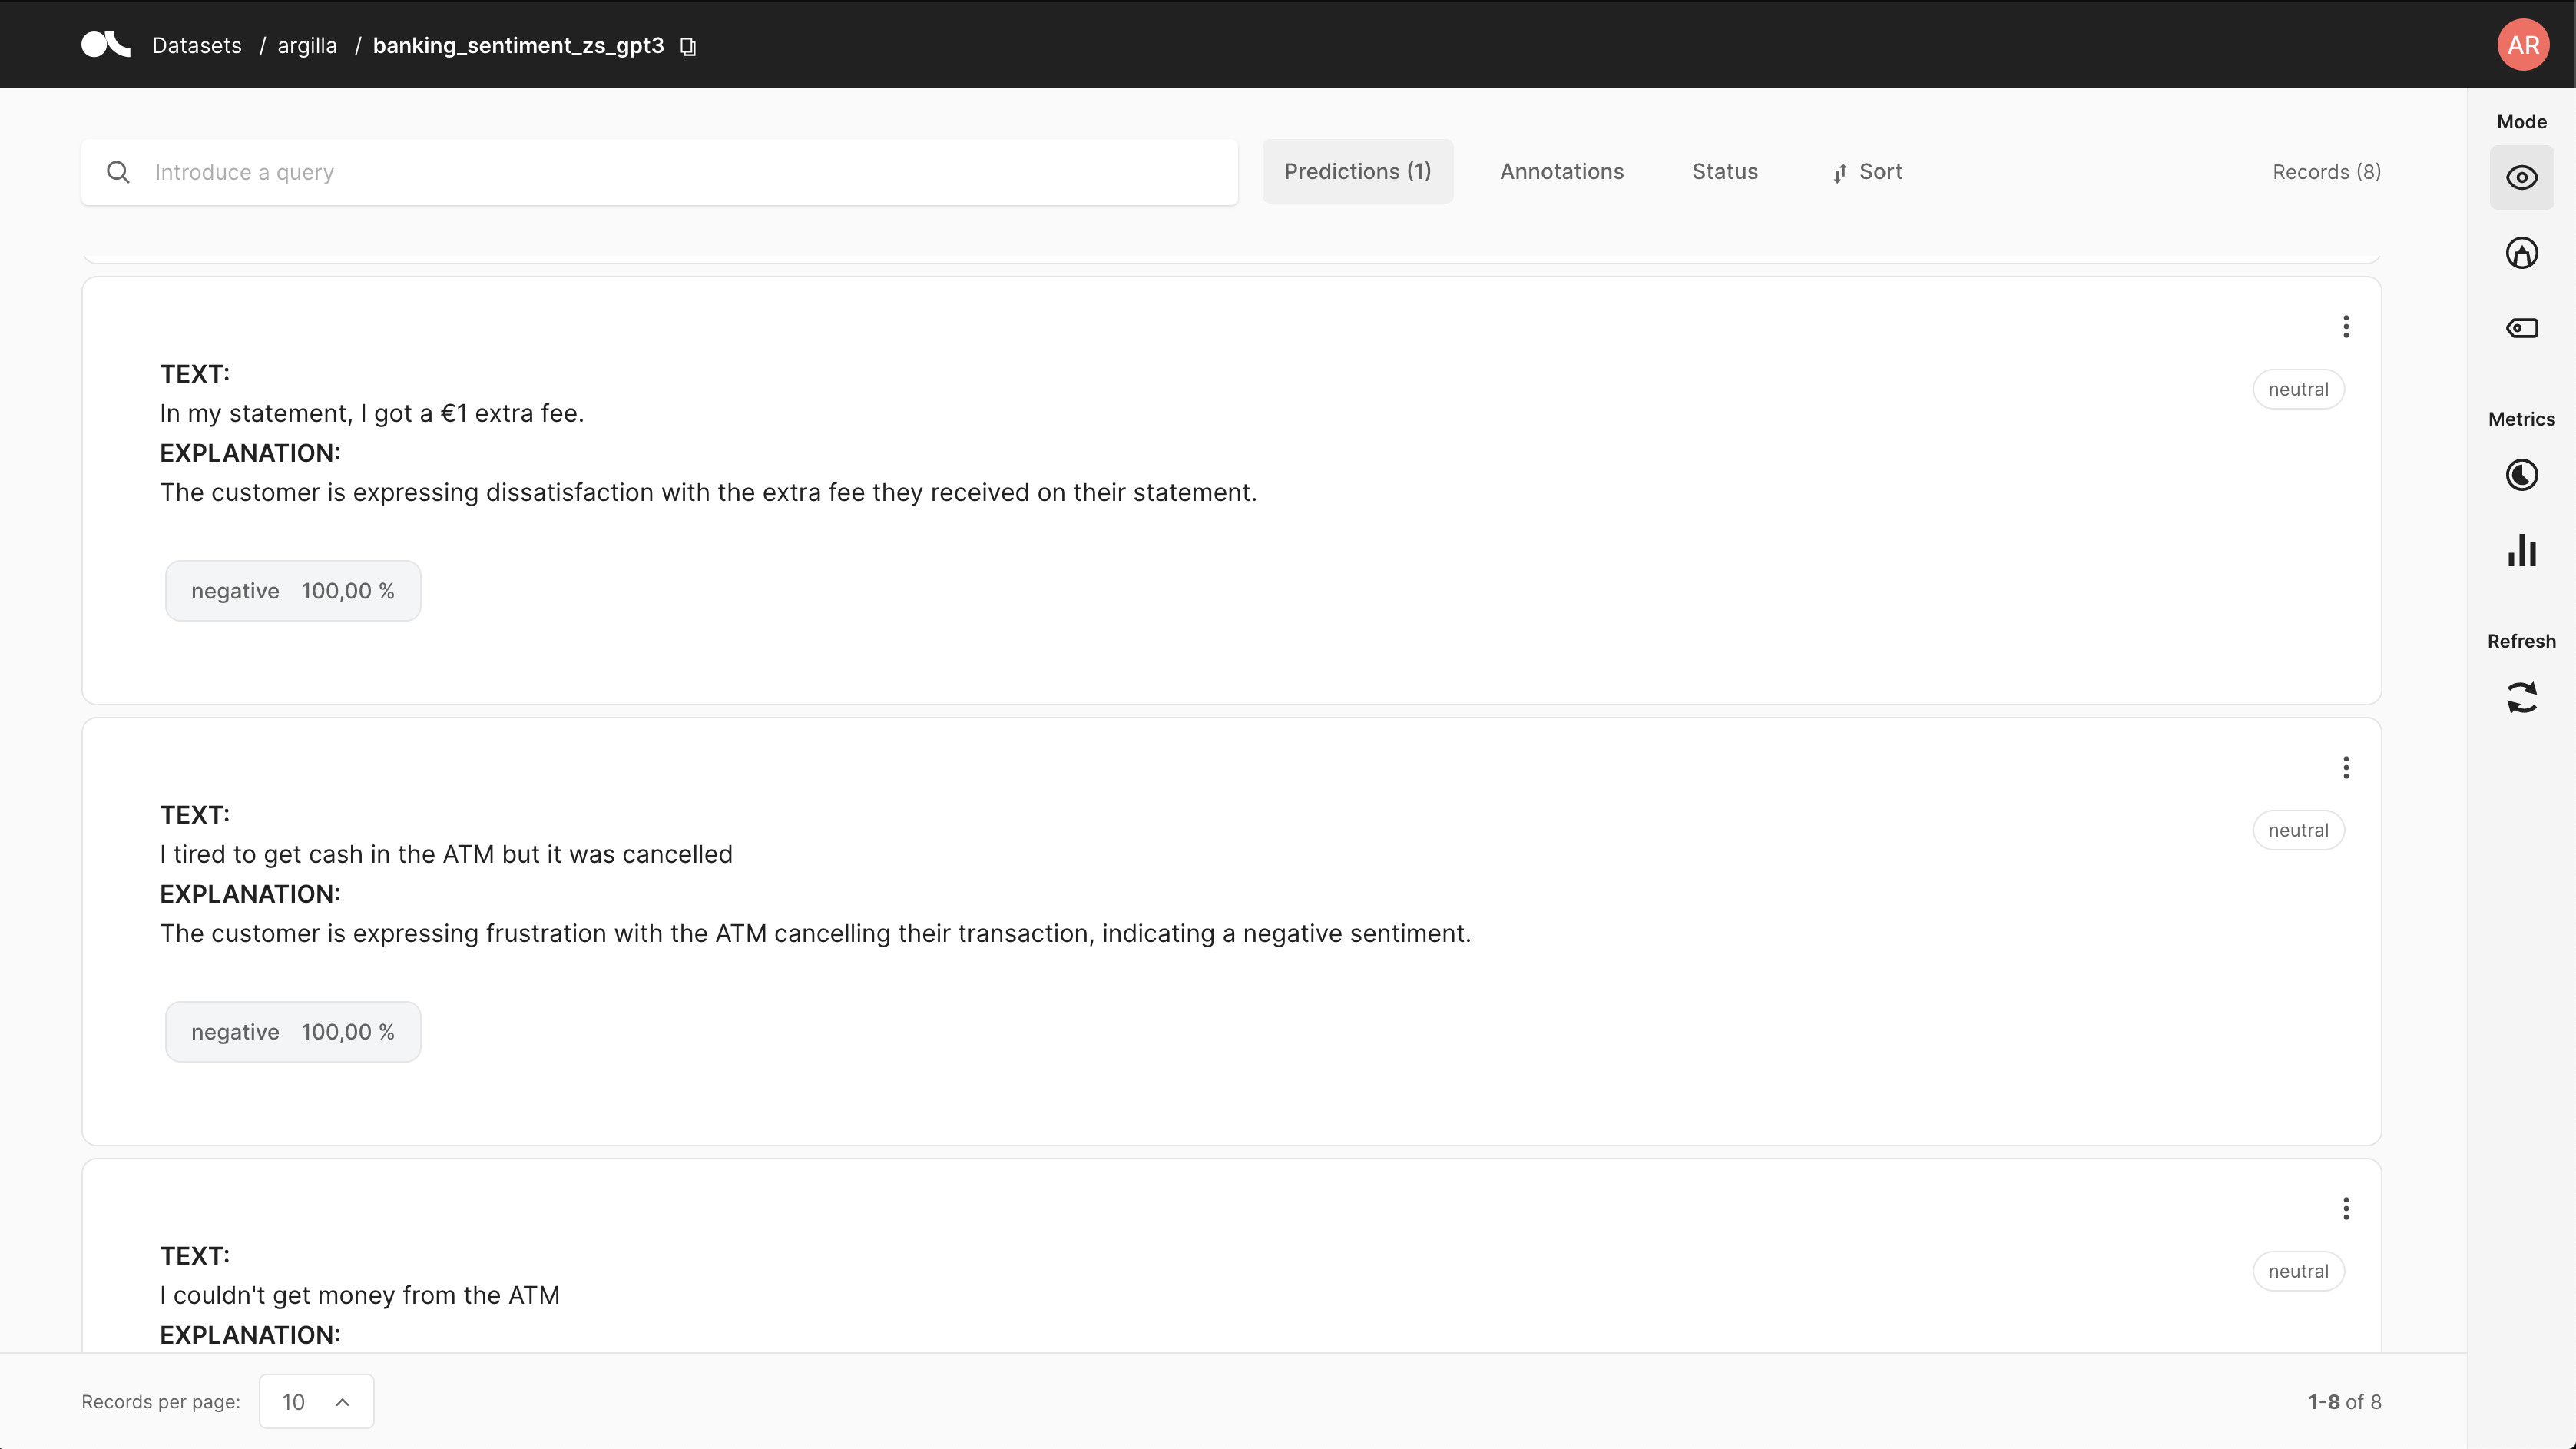 Datasets / argilla / banking_sentiment_zs_gpt3
AR
Introduce a query
Predictions (1)
Annotations
Status
Sort
Records (8)
Mode
TEXT:
neutral
In my statement, I got a €1 extra fee.
EXPLANATION:
The customer is expressing dissatisfaction with the extra fee they received on their statement.
negative 100,00 %
Metrics
Refresh
TEXT:
neutral
I tired to get cash in the ATM but it was cancelled
EXPLANATION:
The customer is expressing frustration with the ATM cancelling their transaction, indicating a negative sentiment.
negative 100,00 %
TEXT:
neutral
I couldn't get money from the ATM
EXPLANATION:
Records per page: 10
1-8 of 8